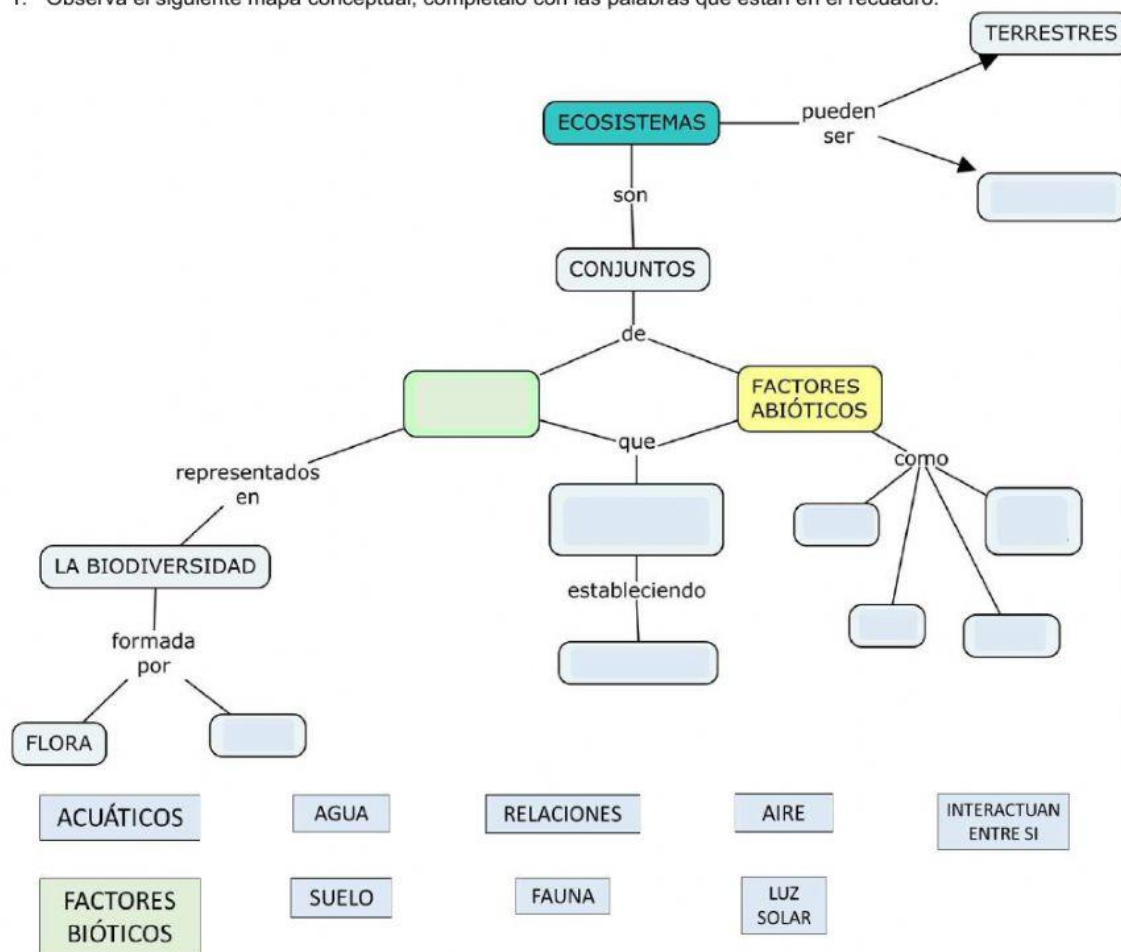 1. Observa el siguiente mapa conceptual, complétalo con las palabras que están en el recuadro.
TERRESTRES
ECOSISTEMAS
pueden
ser
son
CONJUNTOS
de
FACTORES
ABIÓTICOS
que
como
representados
en
LA BIODIVERSIDAD
estableciendo
formada
por
FLORA
ACUÁTICOS
AGUA
RELACIONES
AIRE
INTERACTUAN
ENTRE SI
FACTORES
BIÓTICOS
SUELO
FAUNA
LUZ
SOLAR